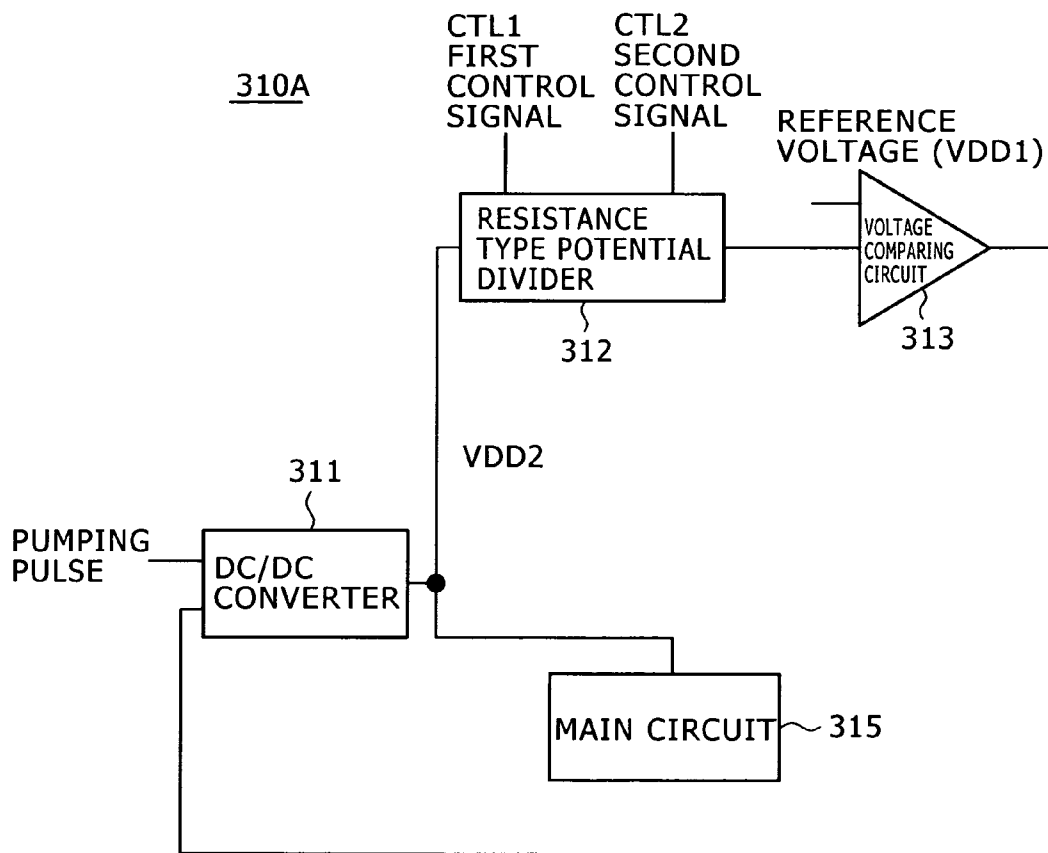 310A
CTL1
FIRST
CONTROL
SIGNAL
CTL2
SECOND
CONTROL
SIGNAL
REFERENCE
VOLTAGE (VDD1)
RESISTANCE
TYPE POTENTIAL
DIVIDER
312
VOLTAGE
COMPARING
CIRCUIT
313
VDD2
311
PUMPING
PULSE
DC/DC
CONVERTER
MAIN CIRCUIT
315